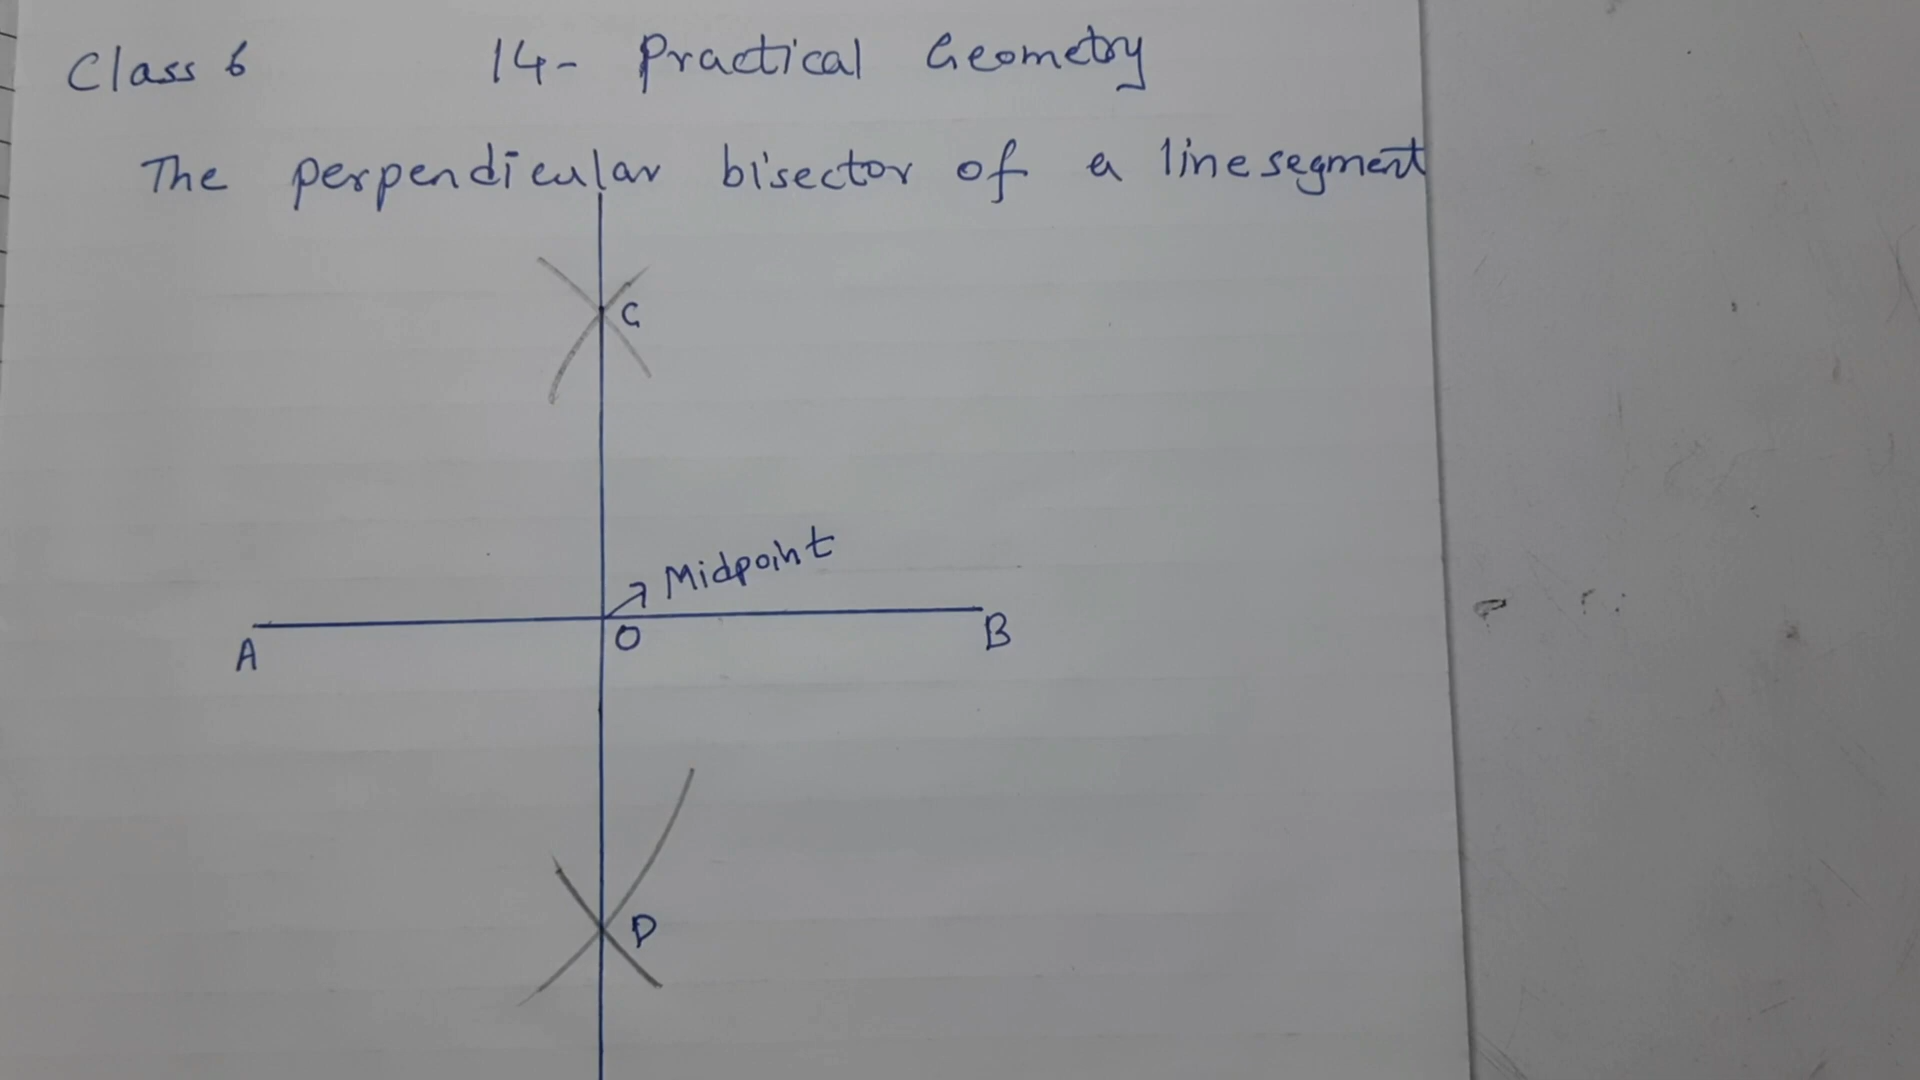 Class 6 14- Practical Geometry
The perpendicular bisector of a line segment
C
Midpoint
A O B
D